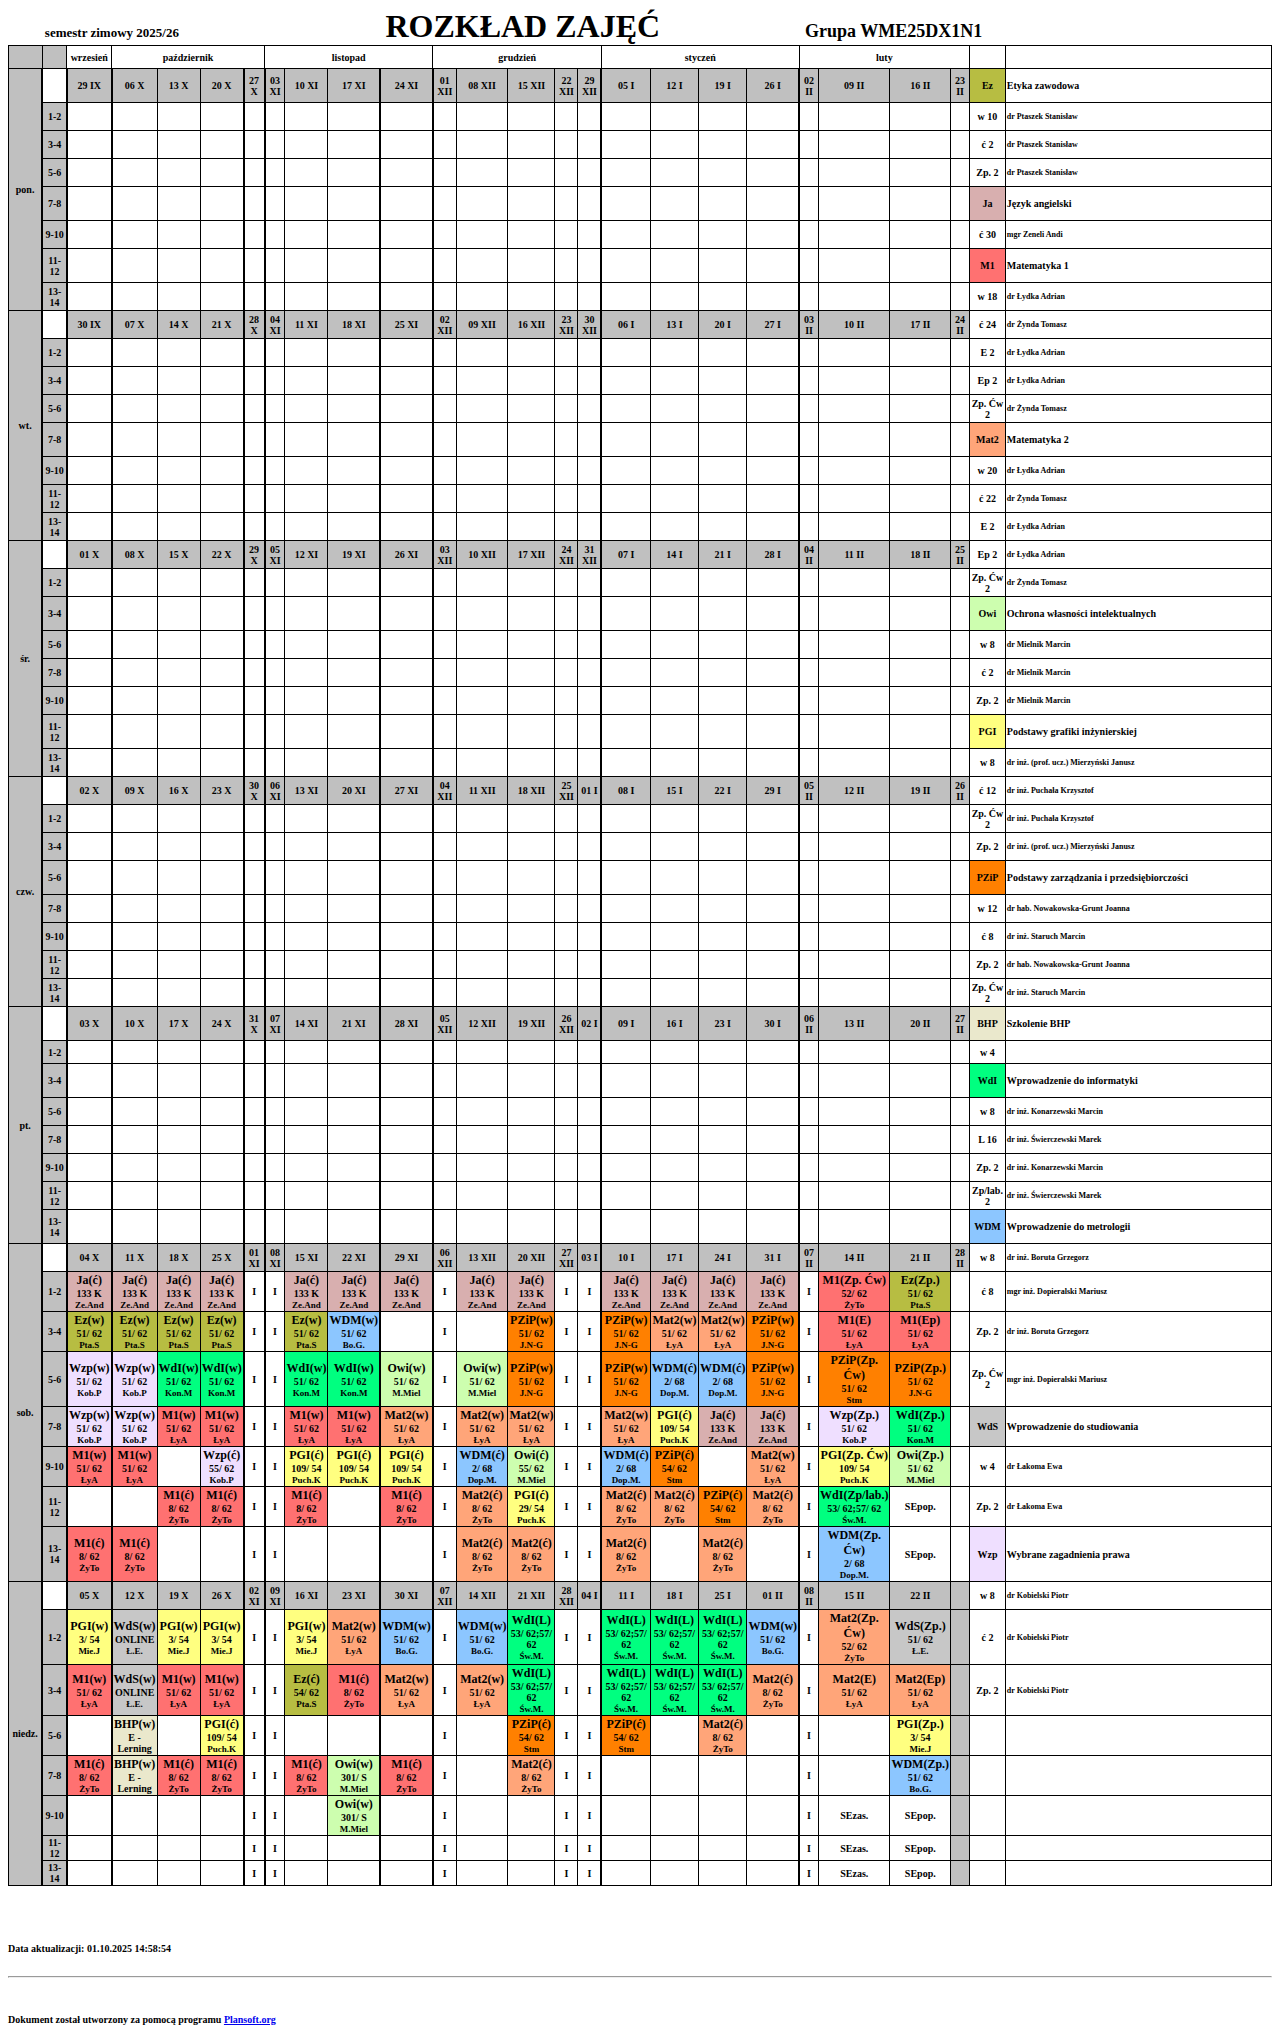 semestr zimowy 2025/26 ROZKŁAD ZAJĘĆ Grupa WME25DX1N1
wrzesień październik listopad grudzień styczeń luty
pon. 29 IX 06 X 13 X 20 X 27 X 03 XI 10 XI 17 XI 24 XI 01 XII 08 XII 15 XII 22 XII 29 XII 05 I 12 I 19 I 26 I 02 II 09 II 16 II 23 II Ez Etyka zawodowa
1-2 w 10 dr Ptaszek Stanisław
3-4 ć 2 dr Ptaszek Stanisław
5-6 Zp. 2 dr Ptaszek Stanisław
7-8 Ja Język angielski
9-10 ć 30 mgr Zeneli Andi
11-12 M1 Matematyka 1
13-14 w 18 dr Łydka Adrian
wt. 30 IX 07 X 14 X 21 X 28 X 04 XI 11 XI 18 XI 25 XI 02 XII 09 XII 16 XII 23 XII 30 XII 06 I 13 I 20 I 27 I 03 II 10 II 17 II 24 II ć 24 dr Żynda Tomasz
1-2 E 2 dr Łydka Adrian
3-4 Ep 2 dr Łydka Adrian
5-6 Zp. Ćw 2 dr Żynda Tomasz
7-8 Mat2 Matematyka 2
9-10 w 20 dr Łydka Adrian
11-12 ć 22 dr Żynda Tomasz
13-14 E 2 dr Łydka Adrian
śr. 01 X 08 X 15 X 22 X 29 X 05 XI 12 XI 19 XI 26 XI 03 XII 10 XII 17 XII 24 XII 31 XII 07 I 14 I 21 I 28 I 04 II 11 II 18 II 25 II Ep 2 dr Łydka Adrian
1-2 Zp. Ćw 2 dr Żynda Tomasz
3-4 Owi Ochrona własności intelektualnych
5-6 w 8 dr Mielnik Marcin
7-8 ć 2 dr Mielnik Marcin
9-10 Zp. 2 dr Mielnik Marcin
11-12 PGI Podstawy grafiki inżynierskiej
13-14 w 8 dr inż. (prof. ucz.) Mierzyński Janusz
czw. 02 X 09 X 16 X 23 X 30 X 06 XI 13 XI 20 XI 27 XI 04 XII 11 XII 18 XII 25 XII 01 I 08 I 15 I 22 I 29 I 05 II 12 II 19 II 26 II ć 12 dr inż. Puchała Krzysztof
1-2 Zp. Ćw 2 dr inż. Puchała Krzysztof
3-4 Zp. 2 dr inż. (prof. ucz.) Mierzyński Janusz
5-6 PZiP Podstawy zarządzania i przedsiębiorczości
7-8 w 12 dr hab. Nowakowska-Grunt Joanna
9-10 ć 8 dr inż. Staruch Marcin
11-12 Zp. 2 dr hab. Nowakowska-Grunt Joanna
13-14 Zp. Ćw 2 dr inż. Staruch Marcin
pt. 03 X 10 X 17 X 24 X 31 X 07 XI 14 XI 21 XI 28 XI 05 XII 12 XII 19 XII 26 XII 02 I 09 I 16 I 23 I 30 I 06 II 13 II 20 II 27 II BHP Szkolenie BHP
1-2 w 4
3-4 WdI Wprowadzenie do informatyki
5-6 w 8 dr inż. Konarzewski Marcin
7-8 L 16 dr inż. Świerczewski Marek
9-10 Zp. 2 dr inż. Konarzewski Marcin
11-12 Zp/lab. 2 dr inż. Świerczewski Marek
13-14 WDM Wprowadzenie do metrologii
sob. 04 X 11 X 18 X 25 X 01 XI 08 XI 15 XI 22 XI 29 XI 06 XII 13 XII 20 XII 27 XII 03 I 10 I 17 I 24 I 31 I 07 II 14 II 21 II 28 II w 8 dr inż. Boruta Grzegorz
1-2 Ja(ć) 133 K Ze.And Ja(ć) 133 K Ze.And Ja(ć) 133 K Ze.And Ja(ć) 133 K Ze.And I I Ja(ć) 133 K Ze.And Ja(ć) 133 K Ze.And Ja(ć) 133 K Ze.And I Ja(ć) 133 K Ze.And Ja(ć) 133 K Ze.And I I Ja(ć) 133 K Ze.And Ja(ć) 133 K Ze.And Ja(ć) 133 K Ze.And Ja(ć) 133 K Ze.And I M1(Zp. Ćw) 52/ 62 ŻyTo Ez(Zp.) 51/ 62 Pta.S ć 8 mgr inż. Dopieralski Mariusz
3-4 Ez(w) 51/ 62 Pta.S Ez(w) 51/ 62 Pta.S Ez(w) 51/ 62 Pta.S Ez(w) 51/ 62 Pta.S I I Ez(w) 51/ 62 Pta.S WDM(w) 51/ 62 Bo.G. I PZiP(w) 51/ 62 J.N-G I I PZiP(w) 51/ 62 J.N-G Mat2(w) 51/ 62 ŁyA Mat2(w) 51/ 62 ŁyA PZiP(w) 51/ 62 J.N-G I M1(E) 51/ 62 ŁyA M1(Ep) 51/ 62 ŁyA Zp. 2 dr inż. Boruta Grzegorz
5-6 Wzp(w) 51/ 62 Kob.P Wzp(w) 51/ 62 Kob.P WdI(w) 51/ 62 Kon.M WdI(w) 51/ 62 Kon.M I I WdI(w) 51/ 62 Kon.M WdI(w) 51/ 62 Kon.M Owi(w) 51/ 62 M.Miel I Owi(w) 51/ 62 M.Miel PZiP(w) 51/ 62 J.N-G I I PZiP(w) 51/ 62 J.N-G WDM(ć) 2/ 68 Dop.M. WDM(ć) 2/ 68 Dop.M. PZiP(w) 51/ 62 J.N-G I PZiP(Zp. Ćw) 51/ 62 Stm PZiP(Zp.) 51/ 62 J.N-G Zp. Ćw 2 mgr inż. Dopieralski Mariusz
7-8 Wzp(w) 51/ 62 Kob.P Wzp(w) 51/ 62 Kob.P M1(w) 51/ 62 ŁyA M1(w) 51/ 62 ŁyA I I M1(w) 51/ 62 ŁyA M1(w) 51/ 62 ŁyA Mat2(w) 51/ 62 ŁyA I Mat2(w) 51/ 62 ŁyA Mat2(w) 51/ 62 ŁyA I I Mat2(w) 51/ 62 ŁyA PGI(ć) 109/ 54 Puch.K Ja(ć) 133 K Ze.And Ja(ć) 133 K Ze.And I Wzp(Zp.) 51/ 62 Kob.P WdI(Zp.) 51/ 62 Kon.M WdS Wprowadzenie do studiowania
9-10 M1(w) 51/ 62 ŁyA M1(w) 51/ 62 ŁyA Wzp(ć) 55/ 62 Kob.P I I PGI(ć) 109/ 54 Puch.K PGI(ć) 109/ 54 Puch.K PGI(ć) 109/ 54 Puch.K I WDM(ć) 2/ 68 Dop.M. Owi(ć) 55/ 62 M.Miel I I WDM(ć) 2/ 68 Dop.M. PZiP(ć) 54/ 62 Stm Mat2(w) 51/ 62 ŁyA I PGI(Zp. Ćw) 109/ 54 Puch.K Owi(Zp.) 51/ 62 M.Miel w 4 dr Łakoma Ewa
11-12 M1(ć) 8/ 62 ŻyTo M1(ć) 8/ 62 ŻyTo I I M1(ć) 8/ 62 ŻyTo M1(ć) 8/ 62 ŻyTo I Mat2(ć) 8/ 62 ŻyTo PGI(ć) 29/ 54 Puch.K I I Mat2(ć) 8/ 62 ŻyTo Mat2(ć) 8/ 62 ŻyTo PZiP(ć) 54/ 62 Stm Mat2(ć) 8/ 62 ŻyTo I WdI(Zp/lab.) 53/ 62;57/ 62 Św.M. SEpop. Zp. 2 dr Łakoma Ewa
13-14 M1(ć) 8/ 62 ŻyTo M1(ć) 8/ 62 ŻyTo I I I Mat2(ć) 8/ 62 ŻyTo Mat2(ć) 8/ 62 ŻyTo I I Mat2(ć) 8/ 62 ŻyTo Mat2(ć) 8/ 62 ŻyTo I WDM(Zp. Ćw) 2/ 68 Dop.M. SEpop. Wzp Wybrane zagadnienia prawa
niedz. 05 X 12 X 19 X 26 X 02 XI 09 XI 16 XI 23 XI 30 XI 07 XII 14 XII 21 XII 28 XII 04 I 11 I 18 I 25 I 01 II 08 II 15 II 22 II w 8 dr Kobielski Piotr
1-2 PGI(w) 3/ 54 Mie.J WdS(w) ONLINE Ł.E. PGI(w) 3/ 54 Mie.J PGI(w) 3/ 54 Mie.J I I PGI(w) 3/ 54 Mie.J Mat2(w) 51/ 62 ŁyA WDM(w) 51/ 62 Bo.G. I WDM(w) 51/ 62 Bo.G. WdI(L) 53/ 62;57/ 62 Św.M. I I WdI(L) 53/ 62;57/ 62 Św.M. WdI(L) 53/ 62;57/ 62 Św.M. WdI(L) 53/ 62;57/ 62 Św.M. WDM(w) 51/ 62 Bo.G. I Mat2(Zp. Ćw) 52/ 62 ŻyTo WdS(Zp.) 51/ 62 Ł.E. ć 2 dr Kobielski Piotr
3-4 M1(w) 51/ 62 ŁyA WdS(w) ONLINE Ł.E. M1(w) 51/ 62 ŁyA M1(w) 51/ 62 ŁyA I I Ez(ć) 54/ 62 Pta.S M1(ć) 8/ 62 ŻyTo Mat2(w) 51/ 62 ŁyA I Mat2(w) 51/ 62 ŁyA WdI(L) 53/ 62;57/ 62 Św.M. I I WdI(L) 53/ 62;57/ 62 Św.M. WdI(L) 53/ 62;57/ 62 Św.M. WdI(L) 53/ 62;57/ 62 Św.M. Mat2(ć) 8/ 62 ŻyTo I Mat2(E) 51/ 62 ŁyA Mat2(Ep) 51/ 62 ŁyA Zp. 2 dr Kobielski Piotr
5-6 BHP(w) E - Lerning PGI(ć) 109/ 54 Puch.K I I I PZiP(ć) 54/ 62 Stm I I PZiP(ć) 54/ 62 Stm Mat2(ć) 8/ 62 ŻyTo I PGI(Zp.) 3/ 54 Mie.J
7-8 M1(ć) 8/ 62 ŻyTo BHP(w) E - Lerning M1(ć) 8/ 62 ŻyTo M1(ć) 8/ 62 ŻyTo I I M1(ć) 8/ 62 ŻyTo Owi(w) 301/ S M.Miel M1(ć) 8/ 62 ŻyTo I Mat2(ć) 8/ 62 ŻyTo I I I WDM(Zp.) 51/ 62 Bo.G.
9-10 I I Owi(w) 301/ S M.Miel I I I I SEzas. SEpop.
11-12 I I I I I I SEzas. SEpop.
13-14 I I I I I I SEzas. SEpop.
Data aktualizacji: 01.10.2025 14:58:54
Dokument został utworzony za pomocą programu Plansoft.org